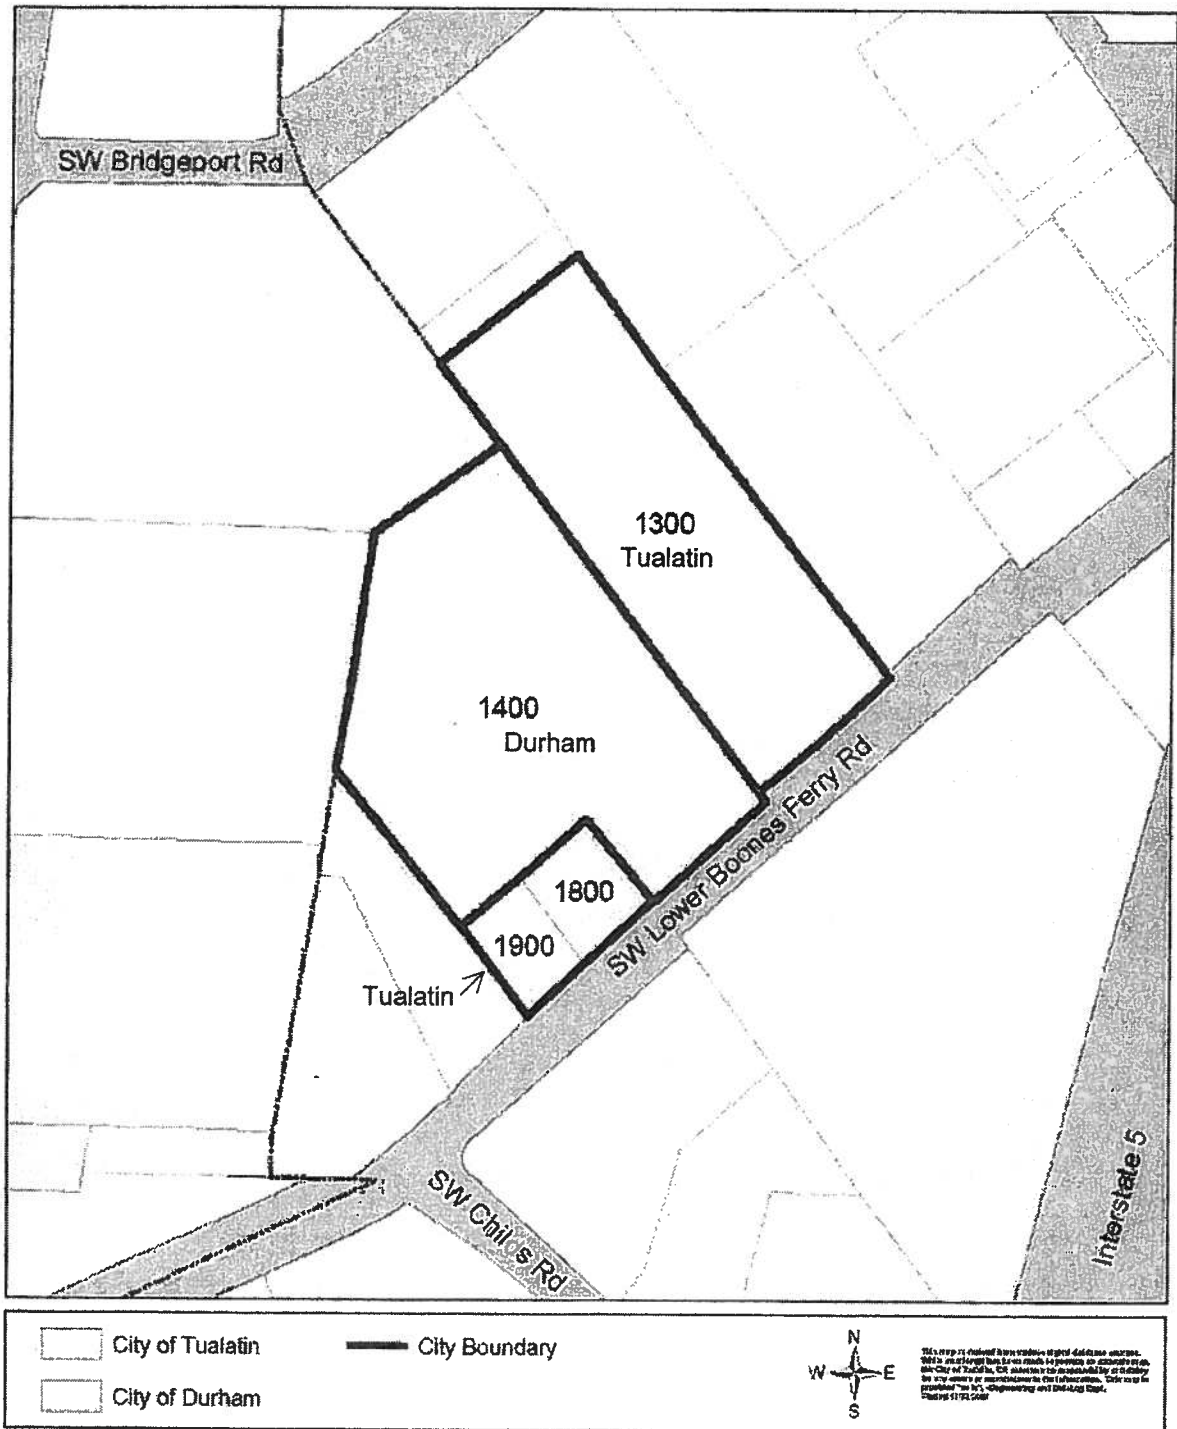 SW Bridgeport Rd
1300
Tualatin
1400
Durham
1800
1900
Tualatin
SW Lower Boones Ferry Rd
SW Childs Rd
Interstate 5
City of Tualatin
City Boundary
City of Durham
N
W
E
S